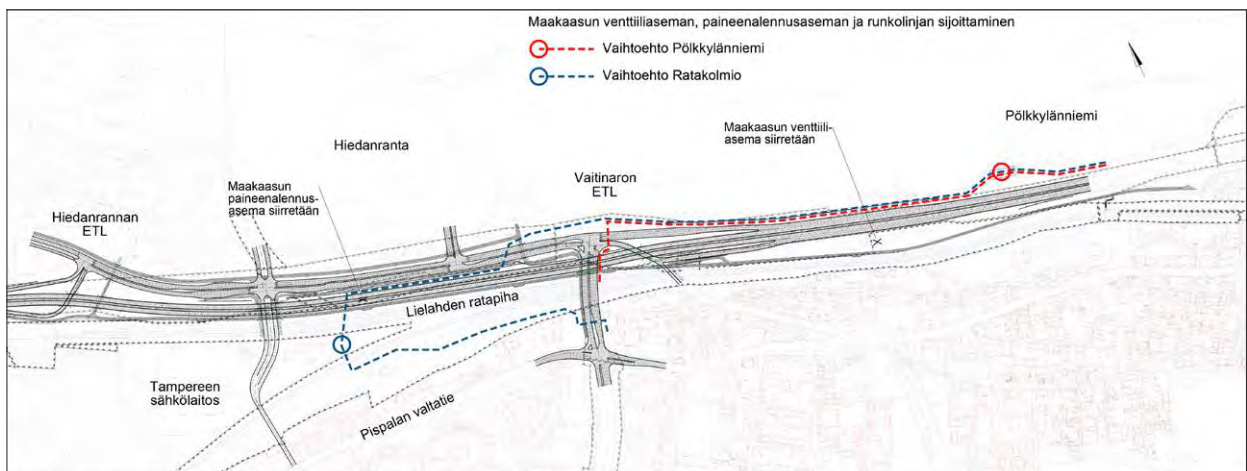 Maakaasun venttiiliaseman, paineenalennusaseman ja runkolinjan sijoittaminen
Vaihtoehto Pölkkylänniemi
Vaihtoehto Ratakolmio
Pölkkylänniemi
Maakaasun venttiili-
asema siirretään
Hiedanranta
Vaitinaron
ETL
Maakaasun
paineenalennus-
asema siirretään
Hiedanrannan
ETL
Lielahden ratapiha
Tampereen
sähkölaitos
Pispalan valtatie